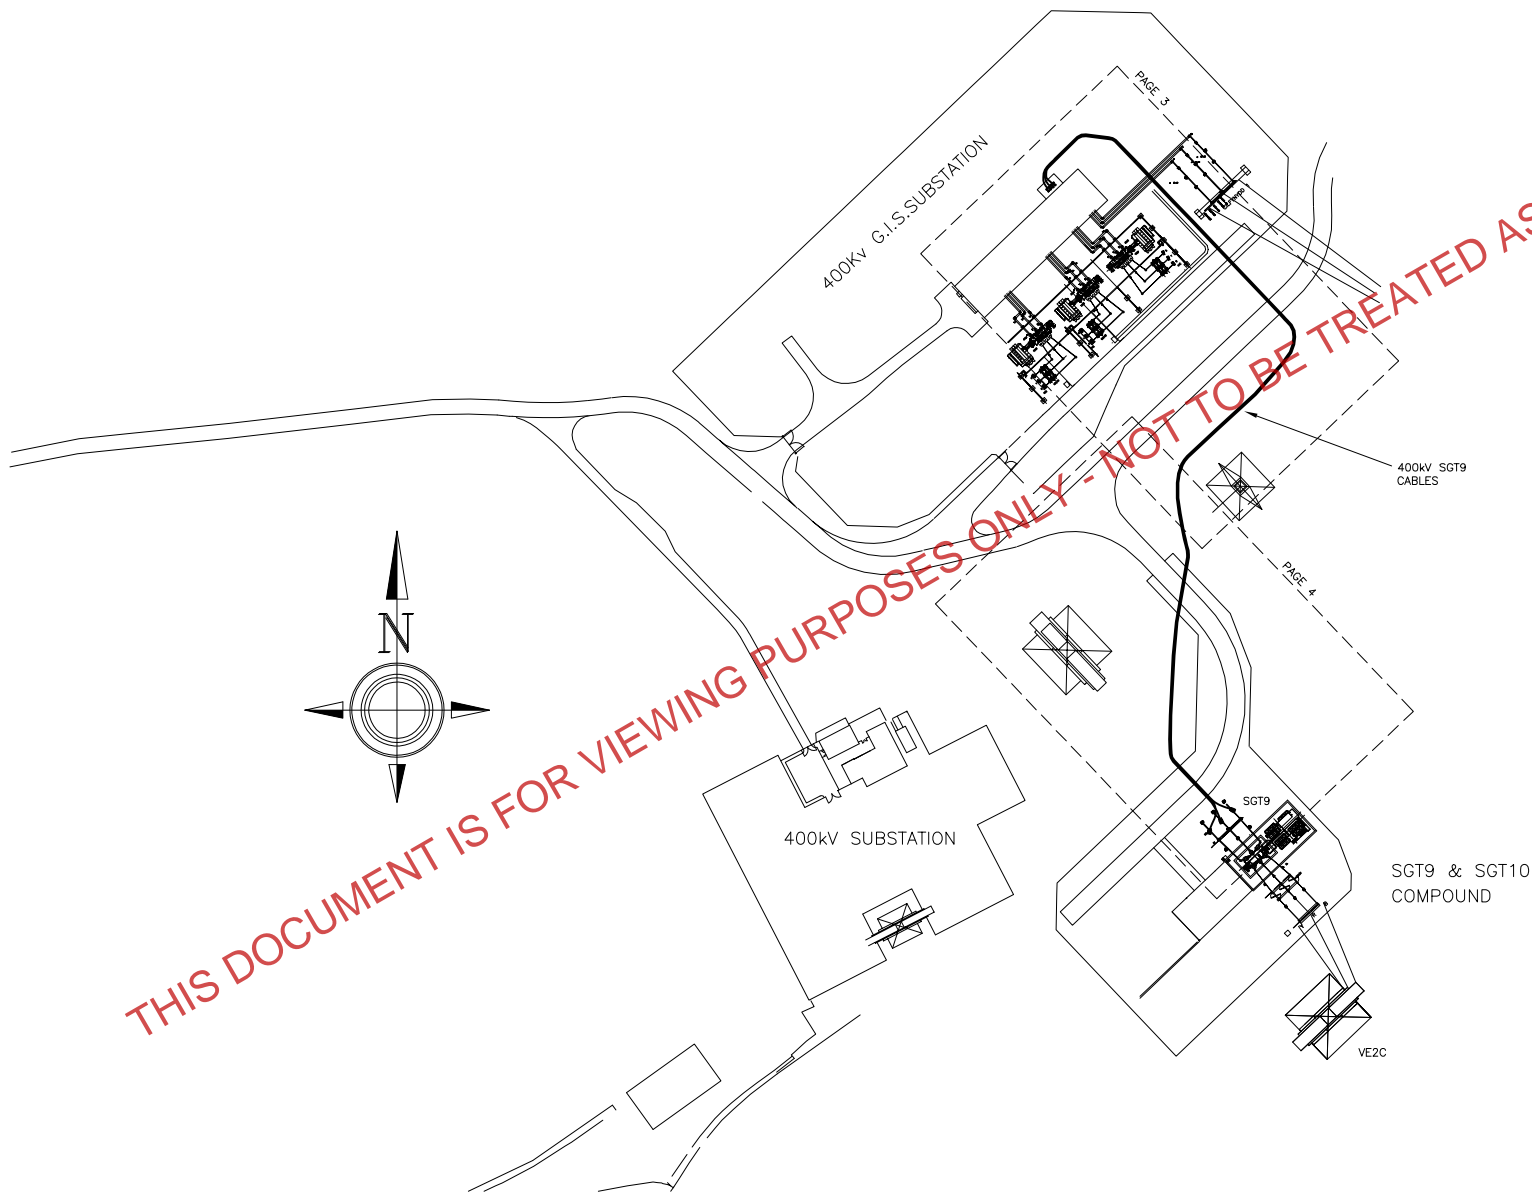 PAGE 3
400Kv G.I.S.SUBSTATION
THIS DOCUMENT IS FOR VIEWING PURPOSES ONLY - NOT TO BE TREATED AS
400kV SGT9
CABLES
PAGE 4
N
SGT9
400kV SUBSTATION
SGT9 & SGT10
COMPOUND
VE2C